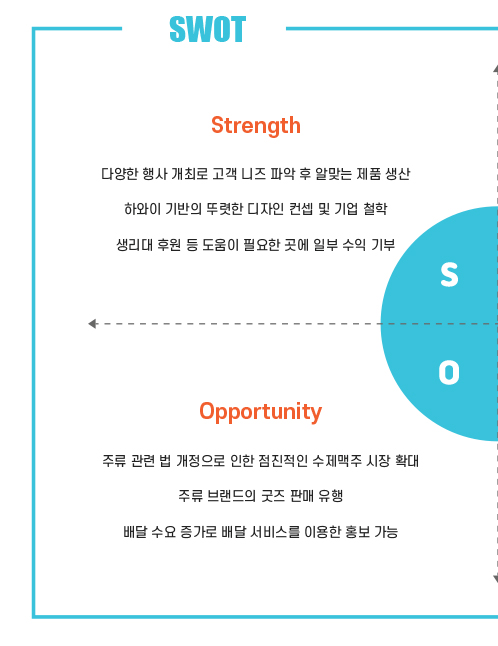 SWOT
Strength
다양한 행사 개최로 고객 니즈 파악 후 알맞는 제품 생산
하와이 기반의 뚜렷한 디자인 컨셉 및 기업 철학
생리대 후원 등 도움이 필요한 곳에 일부 수익 기부
S
O
Opportunity
주류 관련 법 개정으로 인한 점진적인 수제맥주 시장 확대
주류 브랜드의 굿즈 판매 유행
배달 수요 증가로 배달 서비스를 이용한 홍보 가능